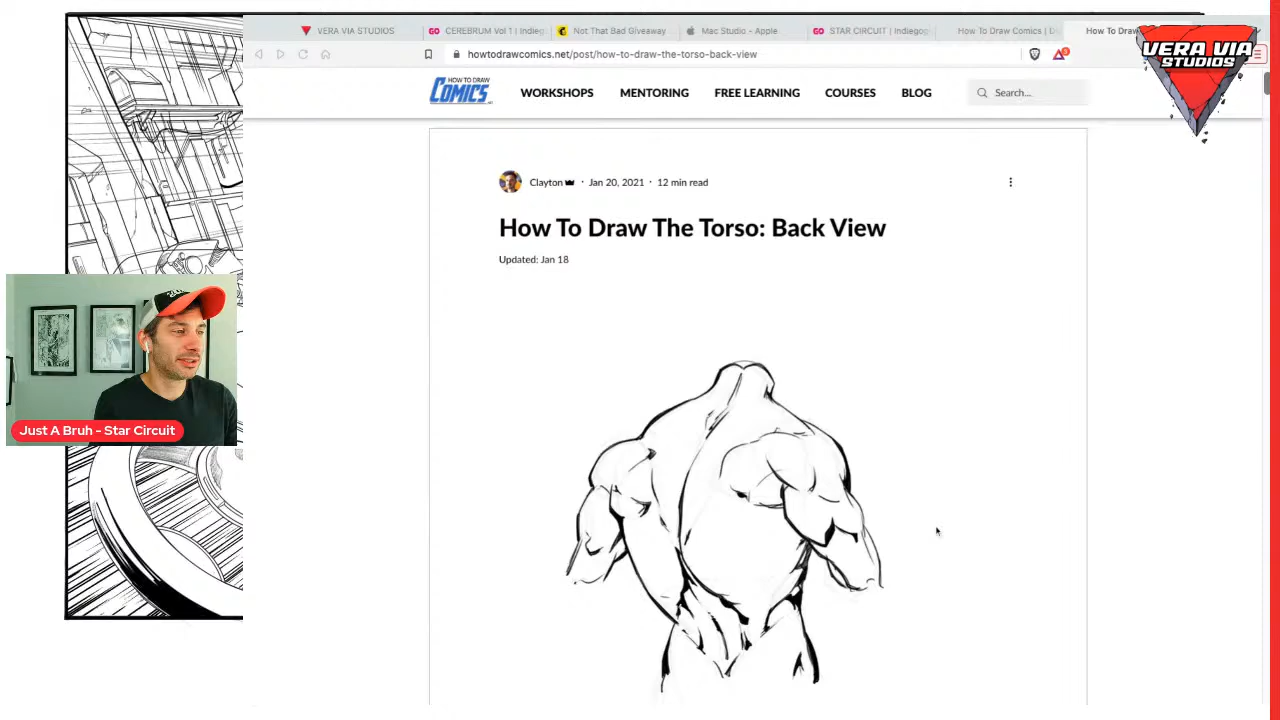 VERA VIA STUDIOS
CEREBRUM Vol 1 | Indieg
Not That Bad Giveaway
Mac Studio - Apple
STAR CIRCUIT | Indiegog
How To Draw Comics | D
How To Draw
VERA VIA
STUDIOS
howtodrawcomics.net/post/how-to-draw-the-torso-back-view
HOW TO DRAW
COMICS
WORKSHOPS
MENTORING
FREE LEARNING
COURSES
BLOG
Search...
Clayton · Jan 20, 2021 · 12 min read
How To Draw The Torso: Back View
Updated: Jan 18
Just A Bruh - Star Circuit